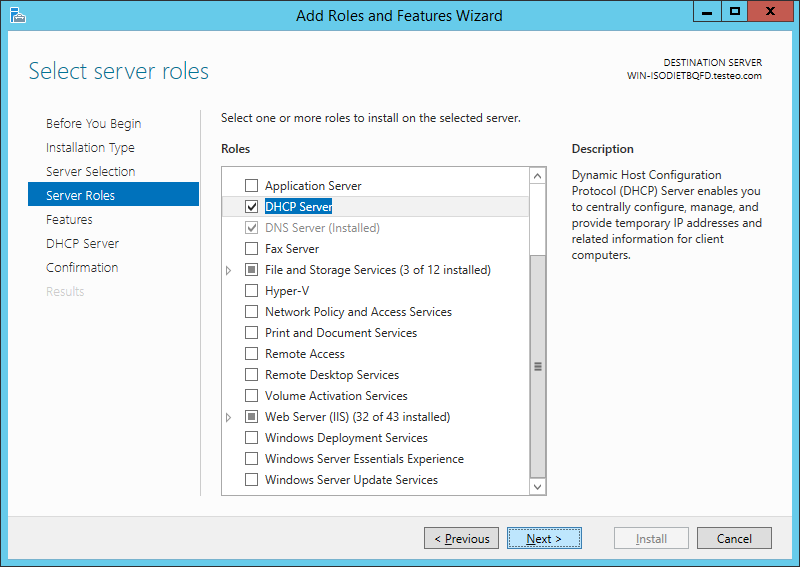 Add Roles and Features Wizard
Select server roles
DESTINATION SERVER
WIN-ISODIETBQFD.testeo.com
Before You Begin
Installation Type
Server Selection
Server Roles
Features
DHCP Server
Confirmation
Results
Select one or more roles to install on the selected server.
Roles
Application Server
DHCP Server
DNS Server (Installed)
Fax Server
File and Storage Services (3 of 12 installed)
Hyper-V
Network Policy and Access Services
Print and Document Services
Remote Access
Remote Desktop Services
Volume Activation Services
Web Server (IIS) (32 of 43 installed)
Windows Deployment Services
Windows Server Essentials Experience
Windows Server Update Services
Description
Dynamic Host Configuration
Protocol (DHCP) Server enables you
to centrally configure, manage, and
provide temporary IP addresses and
related information for client
computers.
< Previous
Next >
Install
Cancel